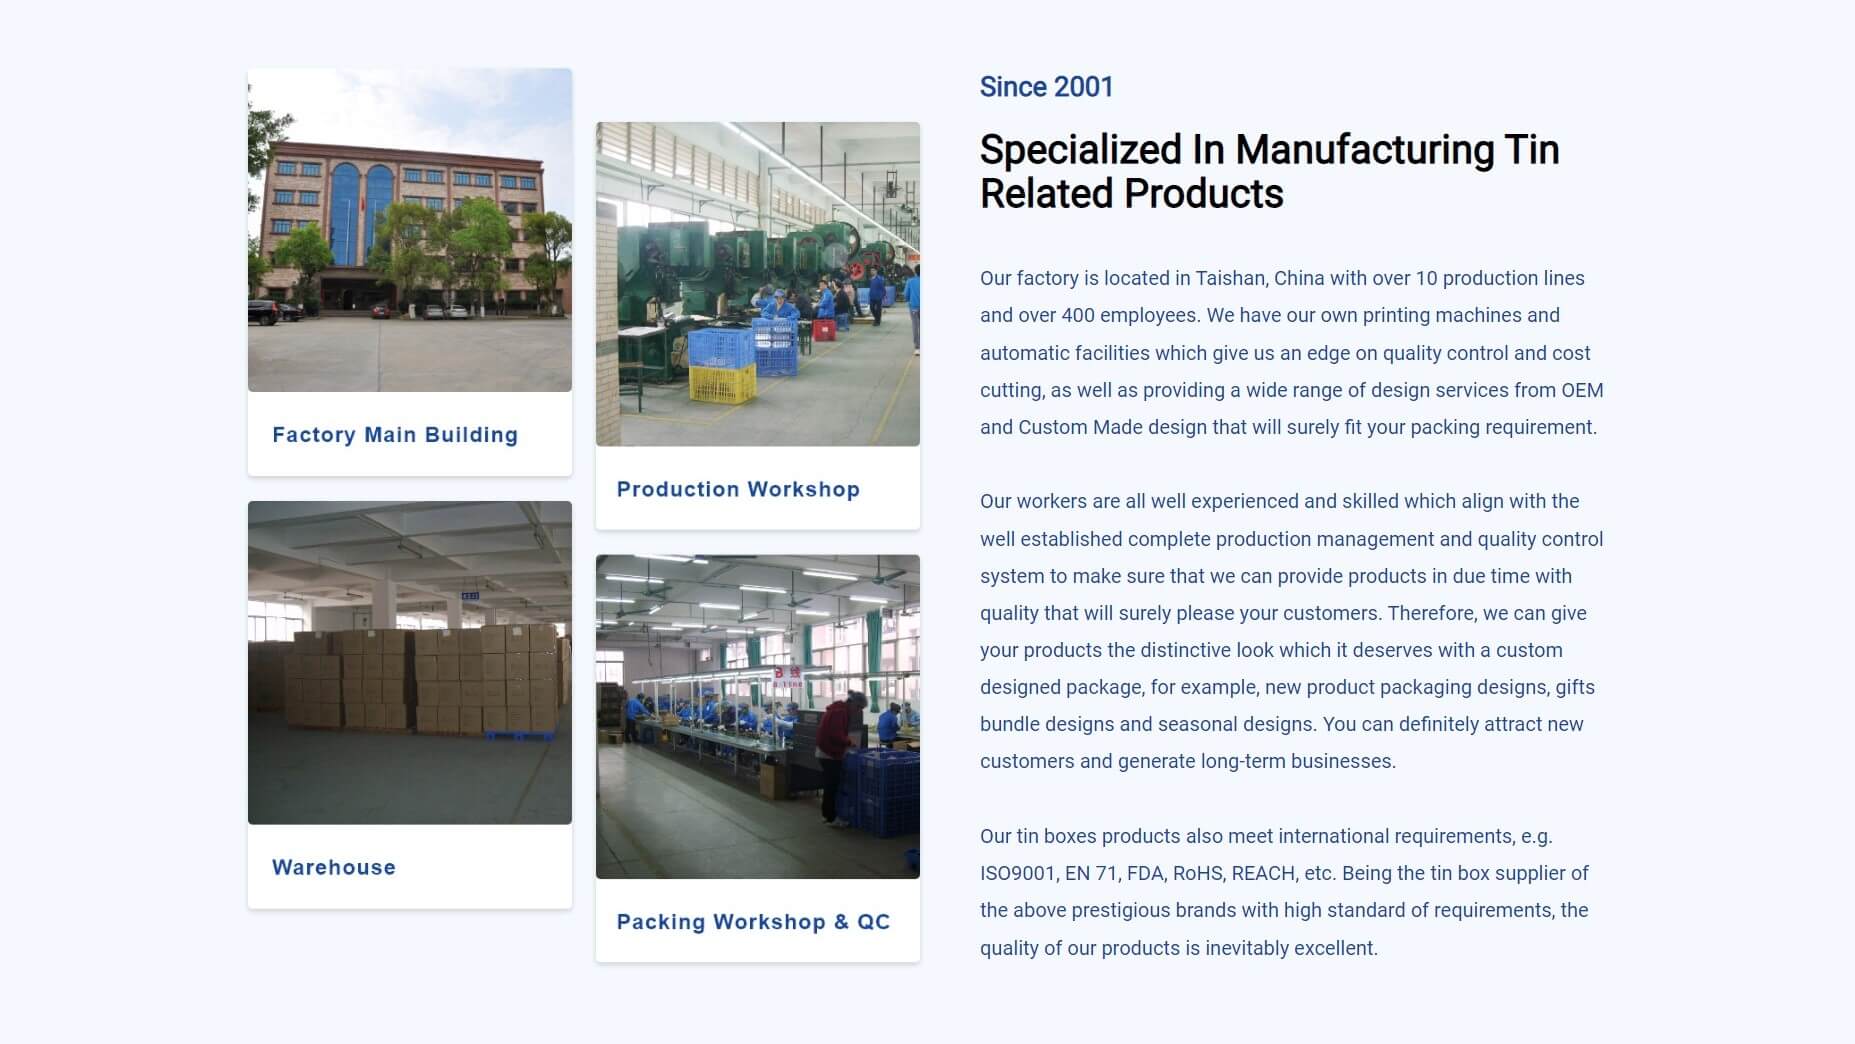 Since 2001
Specialized In Manufacturing Tin
Related Products
Our factory is located in Taishan, China with over 10 production lines
and over 400 employees. We have our own printing machines and
automatic facilities which give us an edge on quality control and cost
cutting, as well as providing a wide range of design services from OEM
and Custom Made design that will surely fit your packing requirement.
Our workers are all well experienced and skilled which align with the
well established complete production management and quality control
system to make sure that we can provide products in due time with
quality that will surely please your customers. Therefore, we can give
your products the distinctive look which it deserves with a custom
designed package, for example, new product packaging designs, gifts
bundle designs and seasonal designs. You can definitely attract new
customers and generate long-term businesses.
Our tin boxes products also meet international requirements, e.g.
ISO9001, EN 71, FDA, RoHS, REACH, etc. Being the tin box supplier of
the above prestigious brands with high standard of requirements, the
quality of our products is inevitably excellent.
Factory Main Building
Production Workshop
Warehouse
B 线
B line
Packing Workshop & QC